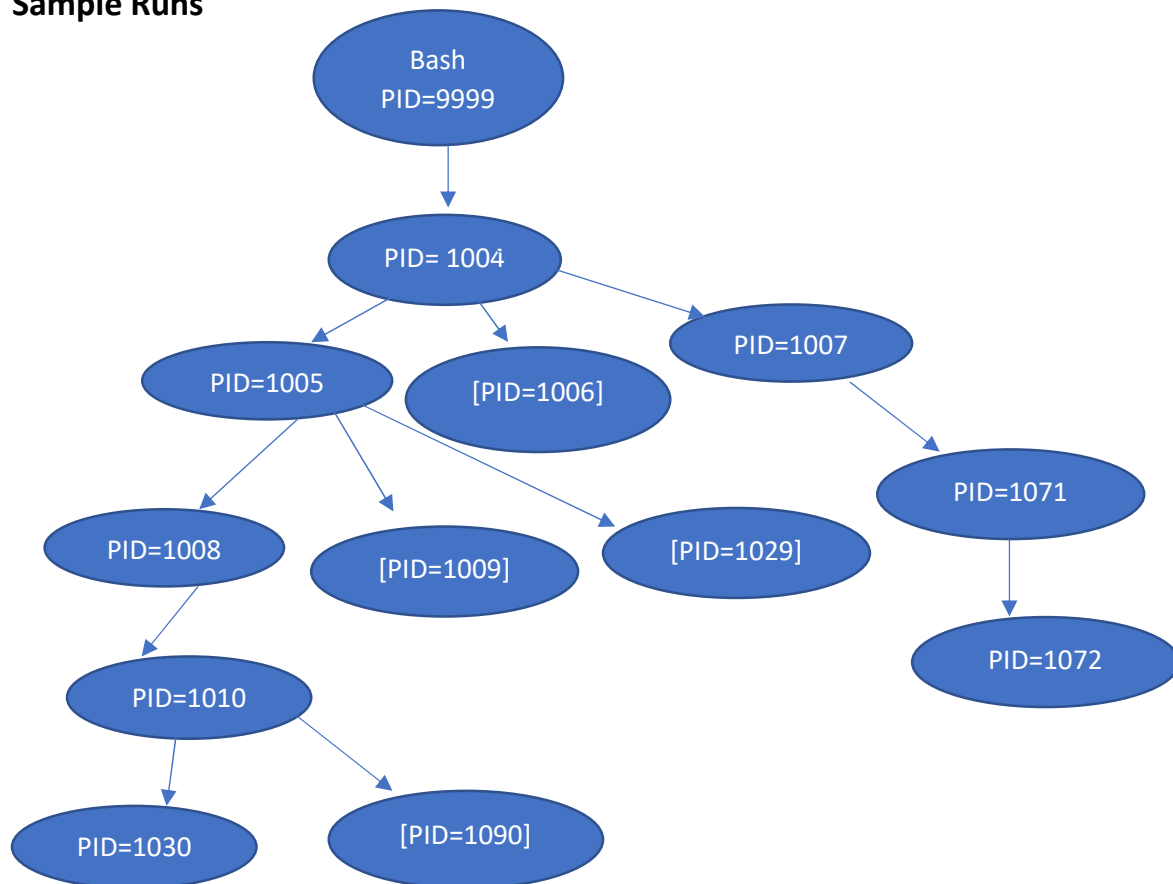 Sample Runs
Bash
PID=9999
PID= 1004
PID=1007
PID=1005
[PID=1006]
PID=1071
PID=1008
[PID=1009]
[PID=1029]
PID=1072
PID=1010
PID=1030
[PID=1090]